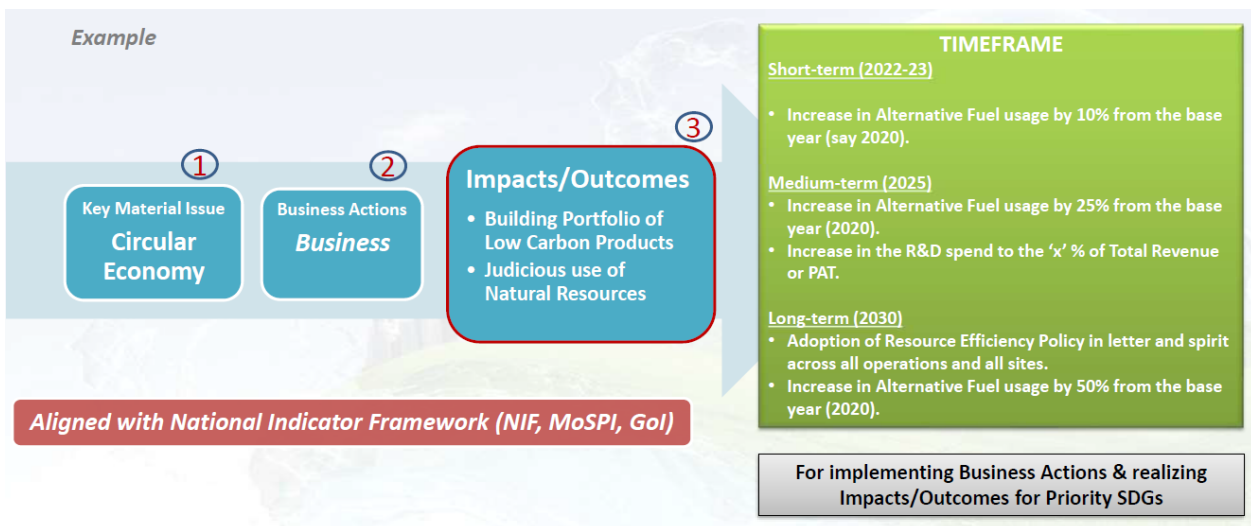 Example
1
Key Material Issue
Circular
Economy
2
Business Actions
Business
3
Impacts/Outcomes
• Building Portfolio of
Low Carbon Products
• Judicious use of
Natural Resources
Aligned with National Indicator Framework (NIF, MoSPI, GoI)
TIMEFRAME
Short-term (2022-23)
• Increase in Alternative Fuel usage by 10% from the base
year (say 2020).
Medium-term (2025)
• Increase in Alternative Fuel usage by 25% from the base
year (2020).
• Increase in the R&D spend to the ‘x’ % of Total Revenue
or PAT.
Long-term (2030)
• Adoption of Resource Efficiency Policy in letter and spirit
across all operations and all sites.
• Increase in Alternative Fuel usage by 50% from the base
year (2020).
For implementing Business Actions & realizing
Impacts/Outcomes for Priority SDGs